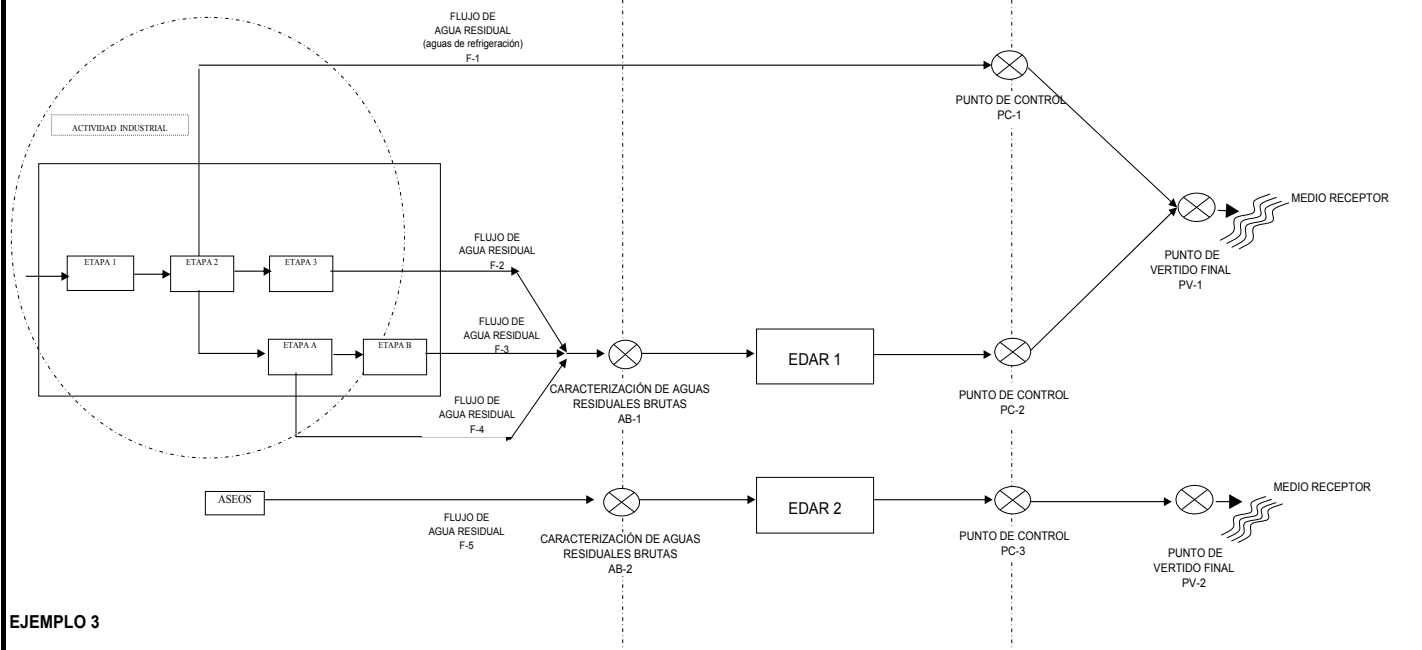 FLUJO DE
AGUA RESIDUAL
(aguas de refrigeración)
F-1
PUNTO DE CONTROL
PC-1
ACTIVIDAD INDUSTRIAL
MEDIO RECEPTOR
PUNTO DE
VERTIDO FINAL
PV-1
ETAPA 1
ETAPA 2
ETAPA 3
FLUJO DE
AGUA RESIDUAL
F-2
ETAPA A
ETAPA B
FLUJO DE
AGUA RESIDUAL
F-3
EDAR 1
CARACTERIZACIÓN DE AGUAS
RESIDUALES BRUTAS
AB-1
PUNTO DE CONTROL
PC-2
FLUJO DE
AGUA RESIDUAL
F-4
ASEOS
FLUJO DE
AGUA RESIDUAL
F-5
CARACTERIZACIÓN DE AGUAS
RESIDUALES BRUTAS
AB-2
EDAR 2
PUNTO DE CONTROL
PC-3
MEDIO RECEPTOR
PUNTO DE
VERTIDO FINAL
PV-2
EJEMPLO 3